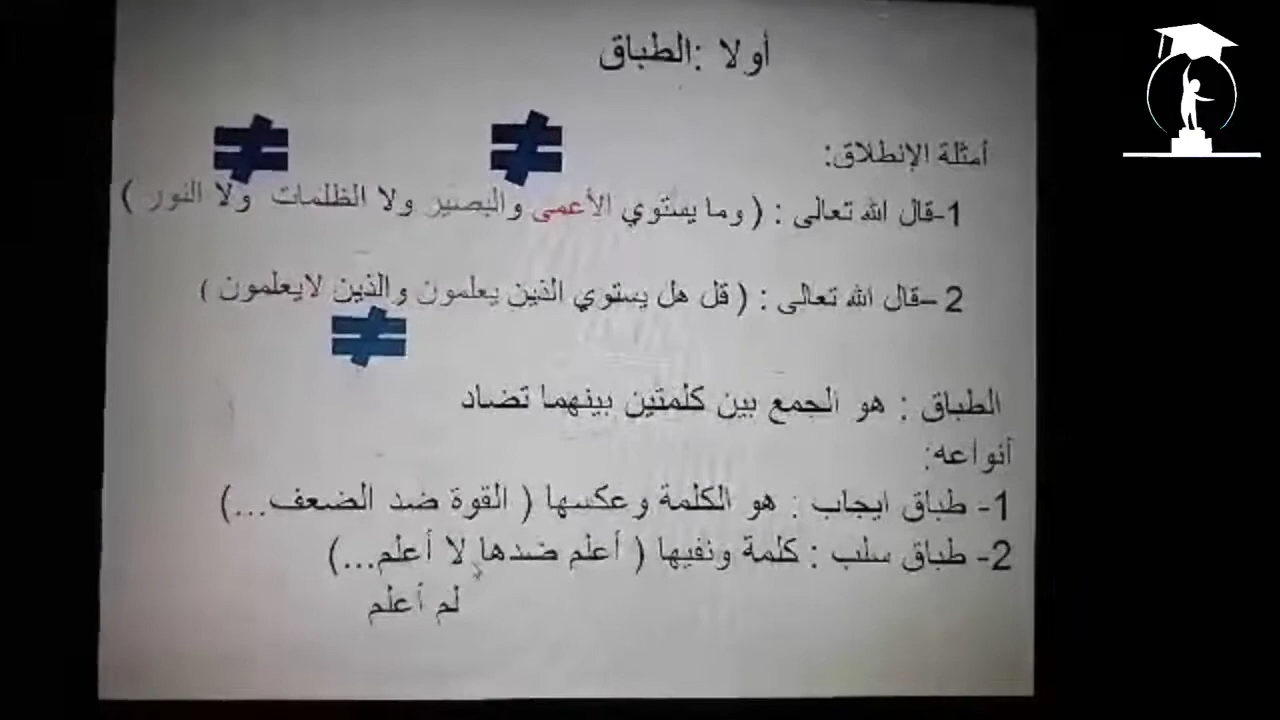 أولا :الطباق
أمثلة الإنطلاق:
1-قال الله تعالى : ( وما يستوي الأعمى والبصير ولا الظلمات ولا النور )
2 –قال الله تعالى : ( قل هل يستوي الذين يعلمون والذين لايعلمون )
الطباق : هو الجمع بين كلمتين بينهما تضاد
أنواعه:
1- طباق ايجاب : هو الكلمة وعكسها ( القوة ضد الضعف...)
2- طباق سلب : كلمة ونفيها ( أعلم ضدها لا أعلم...)
لم أعلم